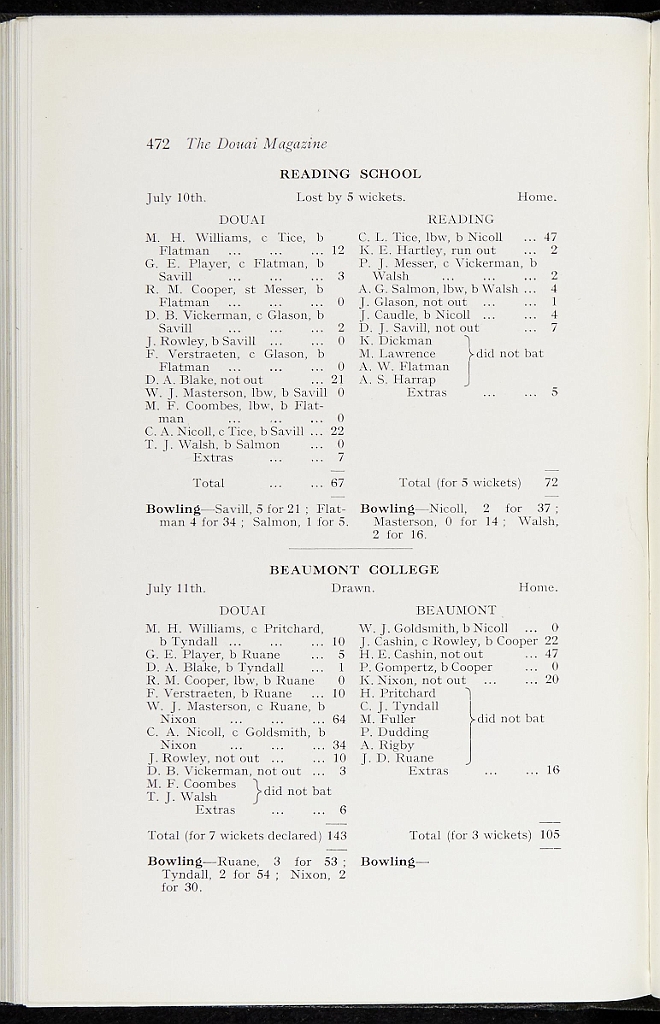 472 The Douai Magazine
READING SCHOOL
July 10th. Lost by 5 wickets. Home.
DOUAI
M. H. Williams, c Tice, b
Flatman ... ... ... 12
G. E. Player, c Flatman, b
Savill ... ... ... 3
R. M. Cooper, st Messer, b
Flatman ... ... ... 0
D. B. Vickerman, c Glason, b
Savill ... ... ... 2
J. Rowley, b Savill ... ... 0
F. Verstraeten, c Glason, b
Flatman ... ... ... 0
D. A. Blake, not out ... 21
W. J. Masterson, lbw, b Savill 0
M. F. Coombes, lbw, b Flat-
man ... ... ... 0
C. A. Nicoll, c Tice, b Savill ... 22
T. J. Walsh, b Salmon ... 0
Extras ... ... 7
Total ... ... 67
Bowling—Savill, 5 for 21 ; Flat-
man 4 for 34 ; Salmon, 1 for 5.
READING
C. L. Tice, lbw, b Nicoll ... 47
K. E. Hartley, run out ... 2
P. J. Messer, c Vickerman, b
Walsh ... ... ... 2
A. G. Salmon, lbw, b Walsh ... 4
J. Glason, not out ... ... 1
J. Caudle, b Nicoll ... ... 4
D. J. Savill, not out ... 7
K. Dickman
M. Lawrence } did not bat
A. W. Flatman
A. S. Harrap
Extras ... ... 5
Total (for 5 wickets) 72
Bowling—Nicoll, 2 for 37 ;
Masterson, 0 for 14 ; Walsh,
2 for 16.
BEAUMONT COLLEGE
July 11th. Drawn. Home.
DOUAI
M. H. Williams, c Pritchard,
b Tyndall ... ... ... 10
G. E. Player, b Ruane ... 5
D. A. Blake, b Tyndall ... 1
R. M. Cooper, lbw, b Ruane 0
F. Verstraeten, b Ruane ... 10
W. J. Masterson, c Ruane, b
Nixon ... ... ... 64
C. A. Nicoll, c Goldsmith, b
Nixon ... ... ... 34
J. Rowley, not out ... ... 10
D. B. Vickerman, not out ... 3
M. F. Coombes } did not bat
T. J. Walsh
Extras ... ... 6
Total (for 7 wickets declared) 143
Bowling—Ruane, 3 for 53 ;
Tyndall, 2 for 54 ; Nixon, 2
for 30.
BEAUMONT
W. J. Goldsmith, b Nicoll ... 0
J. Cashin, c Rowley, b Cooper 22
H. E. Cashin, not out ... 47
P. Gompertz, b Cooper ... 0
K. Nixon, not out ... ... 20
H. Pritchard
C. J. Tyndall
M. Fuller } did not bat
P. Dudding
A. Rigby
J. D. Ruane
Extras ... ... 16
Total (for 3 wickets) 105
Bowling—